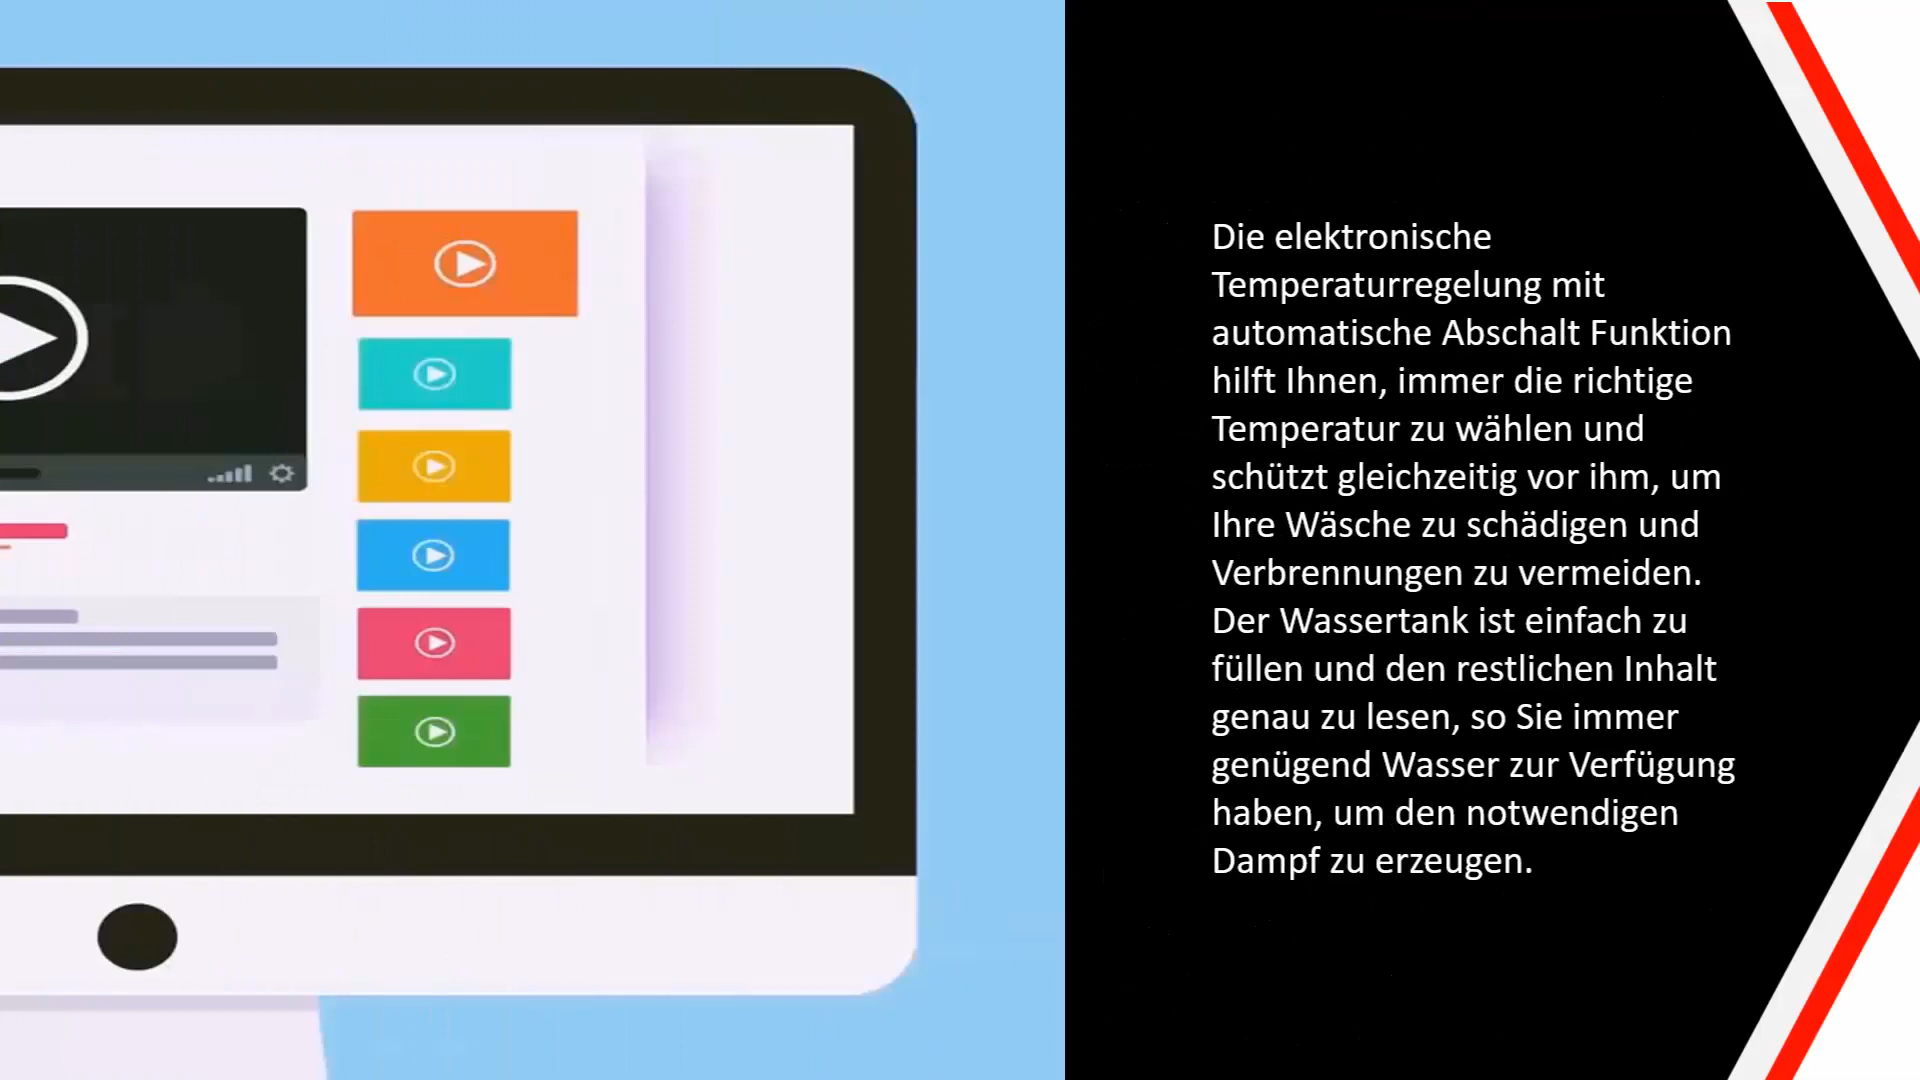 Die elektronische
Temperaturregelung mit
automatische Abschalt Funktion
hilft Ihnen, immer die richtige
Temperatur zu wählen und
schützt gleichzeitig vor ihm, um
Ihre Wäsche zu schädigen und
Verbrennungen zu vermeiden.
Der Wassertank ist einfach zu
füllen und den restlichen Inhalt
genau zu lesen, so Sie immer
genügend Wasser zur Verfügung
haben, um den notwendigen
Dampf zu erzeugen.